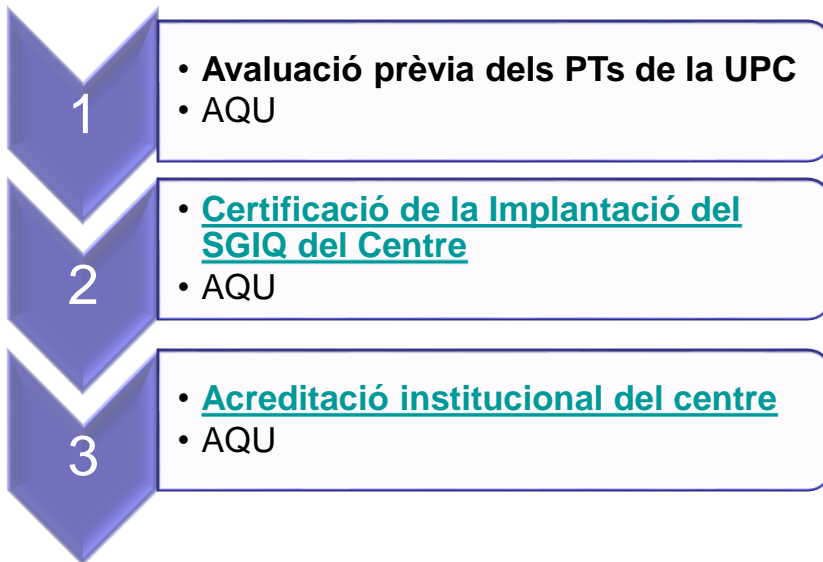 1
• Avaluació prèvia dels PTs de la UPC
• AQU
2
• Certificació de la Implantació del
SGIQ del Centre
• AQU
3
• Acreditació institucional del centre
• AQU